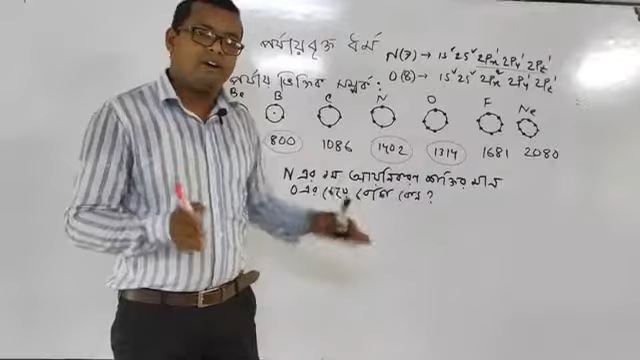 পর্যায়বৃত্ত ধর্ম
N(7) → 1s² 2s² 2Px¹ 2Py¹ 2Pz¹
পর্যায় ভিত্তিক সম্পর্ক:
O(8) → 1s² 2s² 2Px² 2Py¹ 2Pz¹
Be B C N O F Ne
800 1086 1402 1314 1681 2080
N এর ১ম আয়নিকরণ শক্তির মান
O এর চেয়ে বেশি কেন?